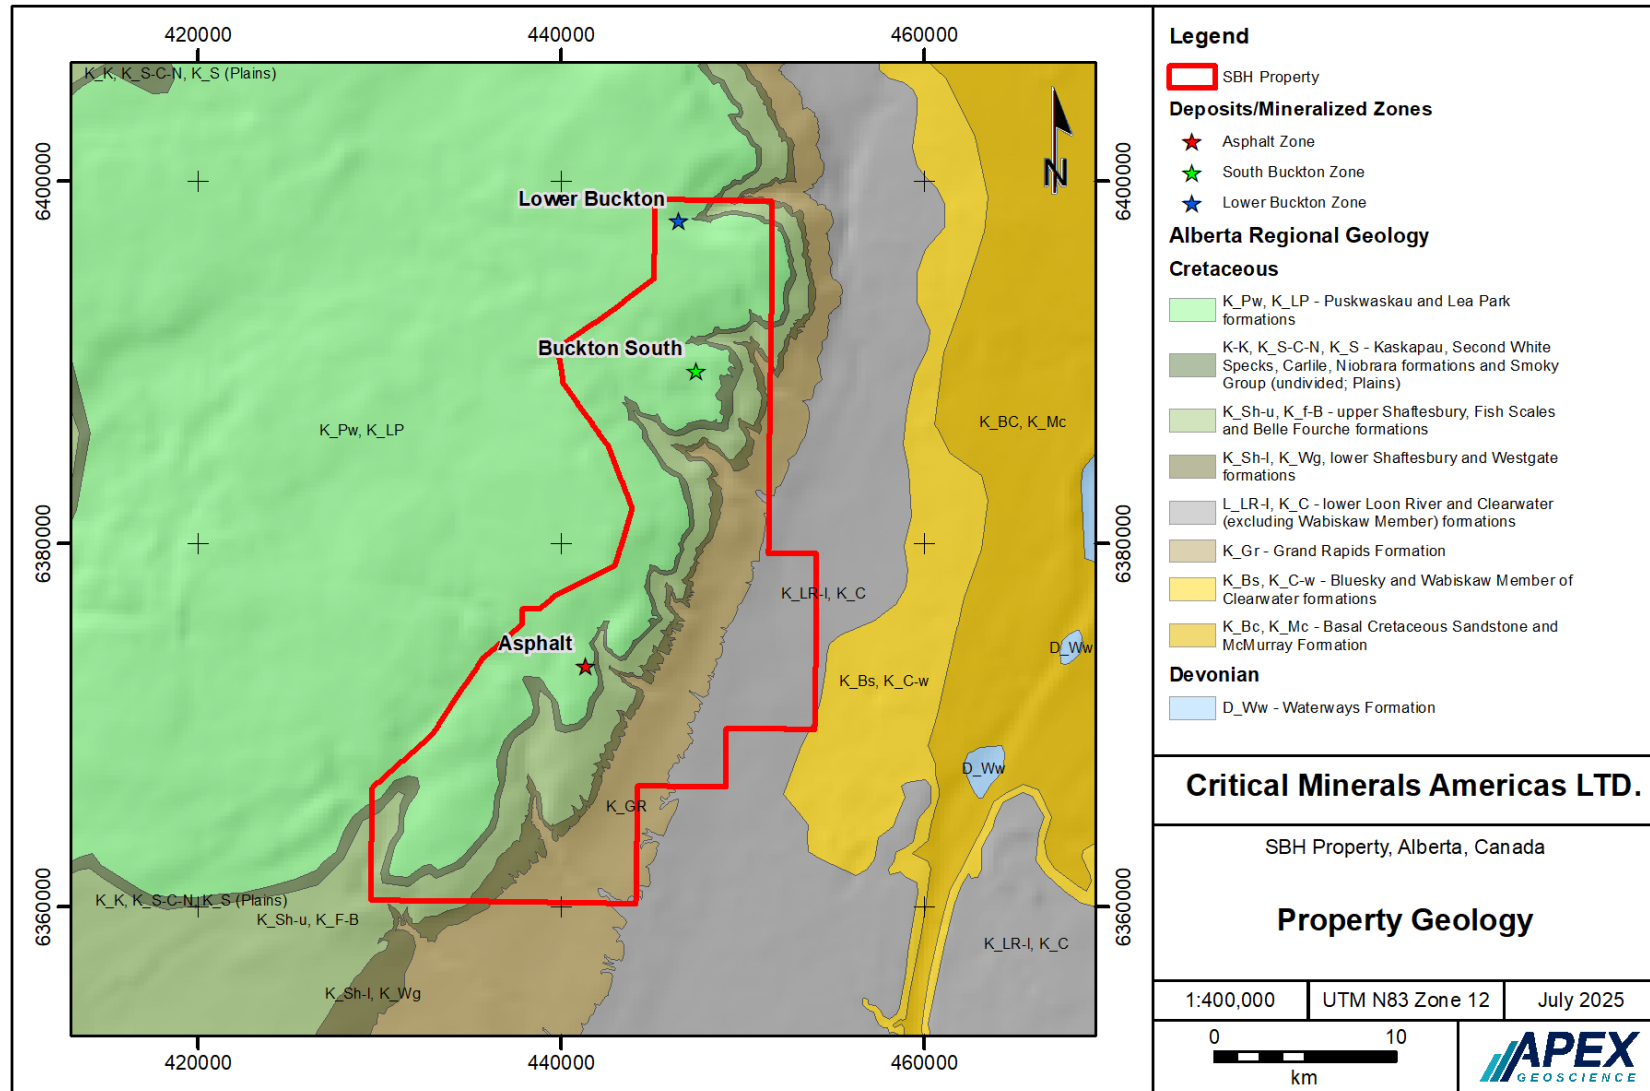 420000
440000
460000
K_K, K_S-C-N, K_S (Plains)
6400000
6400000
N
Lower Buckton
Buckton South
K_Pw, K_LP
K_BC, K_Mc
6380000
6380000
K_LR-I, K_C
Asphalt
D_Ww
K_Bs, K_C-w
D_Ww
K_GR
6360000
6360000
K_K, K_S-C-N, K_S (Plains)
K_Sh-u, K_F-B
K_LR-I, K_C
K_Sh-I, K_Wg
420000
440000
460000
Legend
SBH Property
Deposits/Mineralized Zones
Asphalt Zone
South Buckton Zone
Lower Buckton Zone
Alberta Regional Geology
Cretaceous
K_Pw, K_LP - Puskwaskau and Lea Park
formations
K-K, K_S-C-N, K_S - Kaskapau, Second White
Specks, Carlile, Niobrara formations and Smoky
Group (undivided; Plains)
K_Sh-u, K_f-B - upper Shaftesbury, Fish Scales
and Belle Fourche formations
K_Sh-I, K_Wg, lower Shaftesbury and Westgate
formations
L_LR-I, K_C - lower Loon River and Clearwater
(excluding Wabiskaw Member) formations
K_Gr - Grand Rapids Formation
K_Bs, K_C-w - Bluesky and Wabiskaw Member of
Clearwater formations
K_Bc, K_Mc - Basal Cretaceous Sandstone and
McMurray Formation
Devonian
D_Ww - Waterways Formation
Critical Minerals Americas LTD.
SBH Property, Alberta, Canada
Property Geology
1:400,000
UTM N83 Zone 12
July 2025
0
10
km
APEX
GEOSCIENCE